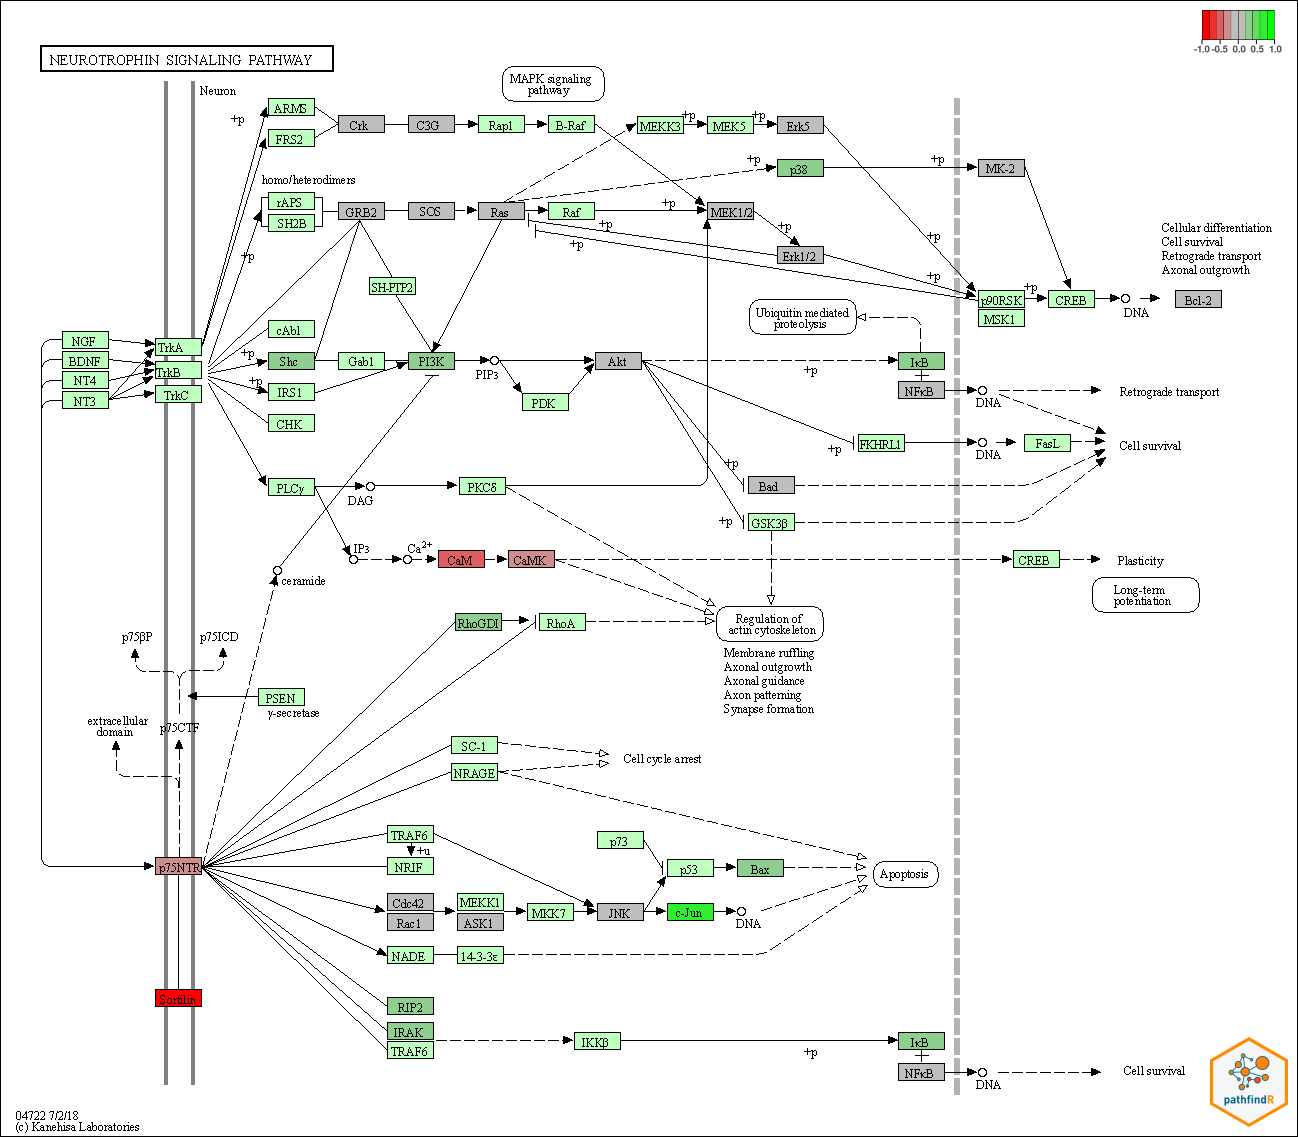 -1.0 -0.5 0.0 0.5 1.0
NEUROTROPHIN SIGNALING PATHWAY
Neuron
MAPK signaling
pathway
ARMS
+p
FRS2
Crk
C3G
Rap1
B-Raf
MEKK3
+p
MEK5
+p
Erk5
+p
p38
+p
MK-2
homo/heterodimers
rAPS
SH2B
GRB2
SOS
Ras
Raf
+p
MEK1/2
+p
+p
+p
Erk1/2
+p
+p
+p
Cellular differentiation
Cell survival
Retrograde transport
Axonal outgrowth
SH-PTP2
p90RSK
+p
MSK1
CREB
DNA
Bcl-2
Ubiquitin mediated
proteolysis
NGF
BDNF
NT4
NT3
TrkA
TrkB
TrkC
cAbl
+p
Shc
Gab1
PI3K
PIP3
Akt
IκB
+p
IRS1
PDK
NFκB
DNA
Retrograde transport
CHK
+p
FKHRL1
DNA
FasL
Cell survival
PLCγ
DAG
PKCδ
+p
Bad
+p
GSK3β
IP3
Ca2+
CaM
CaMK
CREB
Plasticity
ceramide
Long-term
potentiation
RhoGDI
RhoA
Regulation of
actin cytoskeleton
Membrane ruffling
Axonal outgrowth
Axonal guidance
Axon patterning
Synapse formation
p75βP
p75ICD
PSEN
γ-secretase
extracellular
domain
p75CTF
SC-1
NRAGE
Cell cycle arrest
TRAF6
+u
NRIF
p73
p53
Bax
Apoptosis
p75NTR
Cdc42
Rac1
MEKK1
ASK1
MKK7
JNK
c-Jun
DNA
NADE
14-3-3ε
Sortilin
RIP2
IRAK
TRAF6
IKKβ
+p
IκB
NFκB
DNA
Cell survival
pathfindR
04722 7/2/18
(c) Kanehisa Laboratories